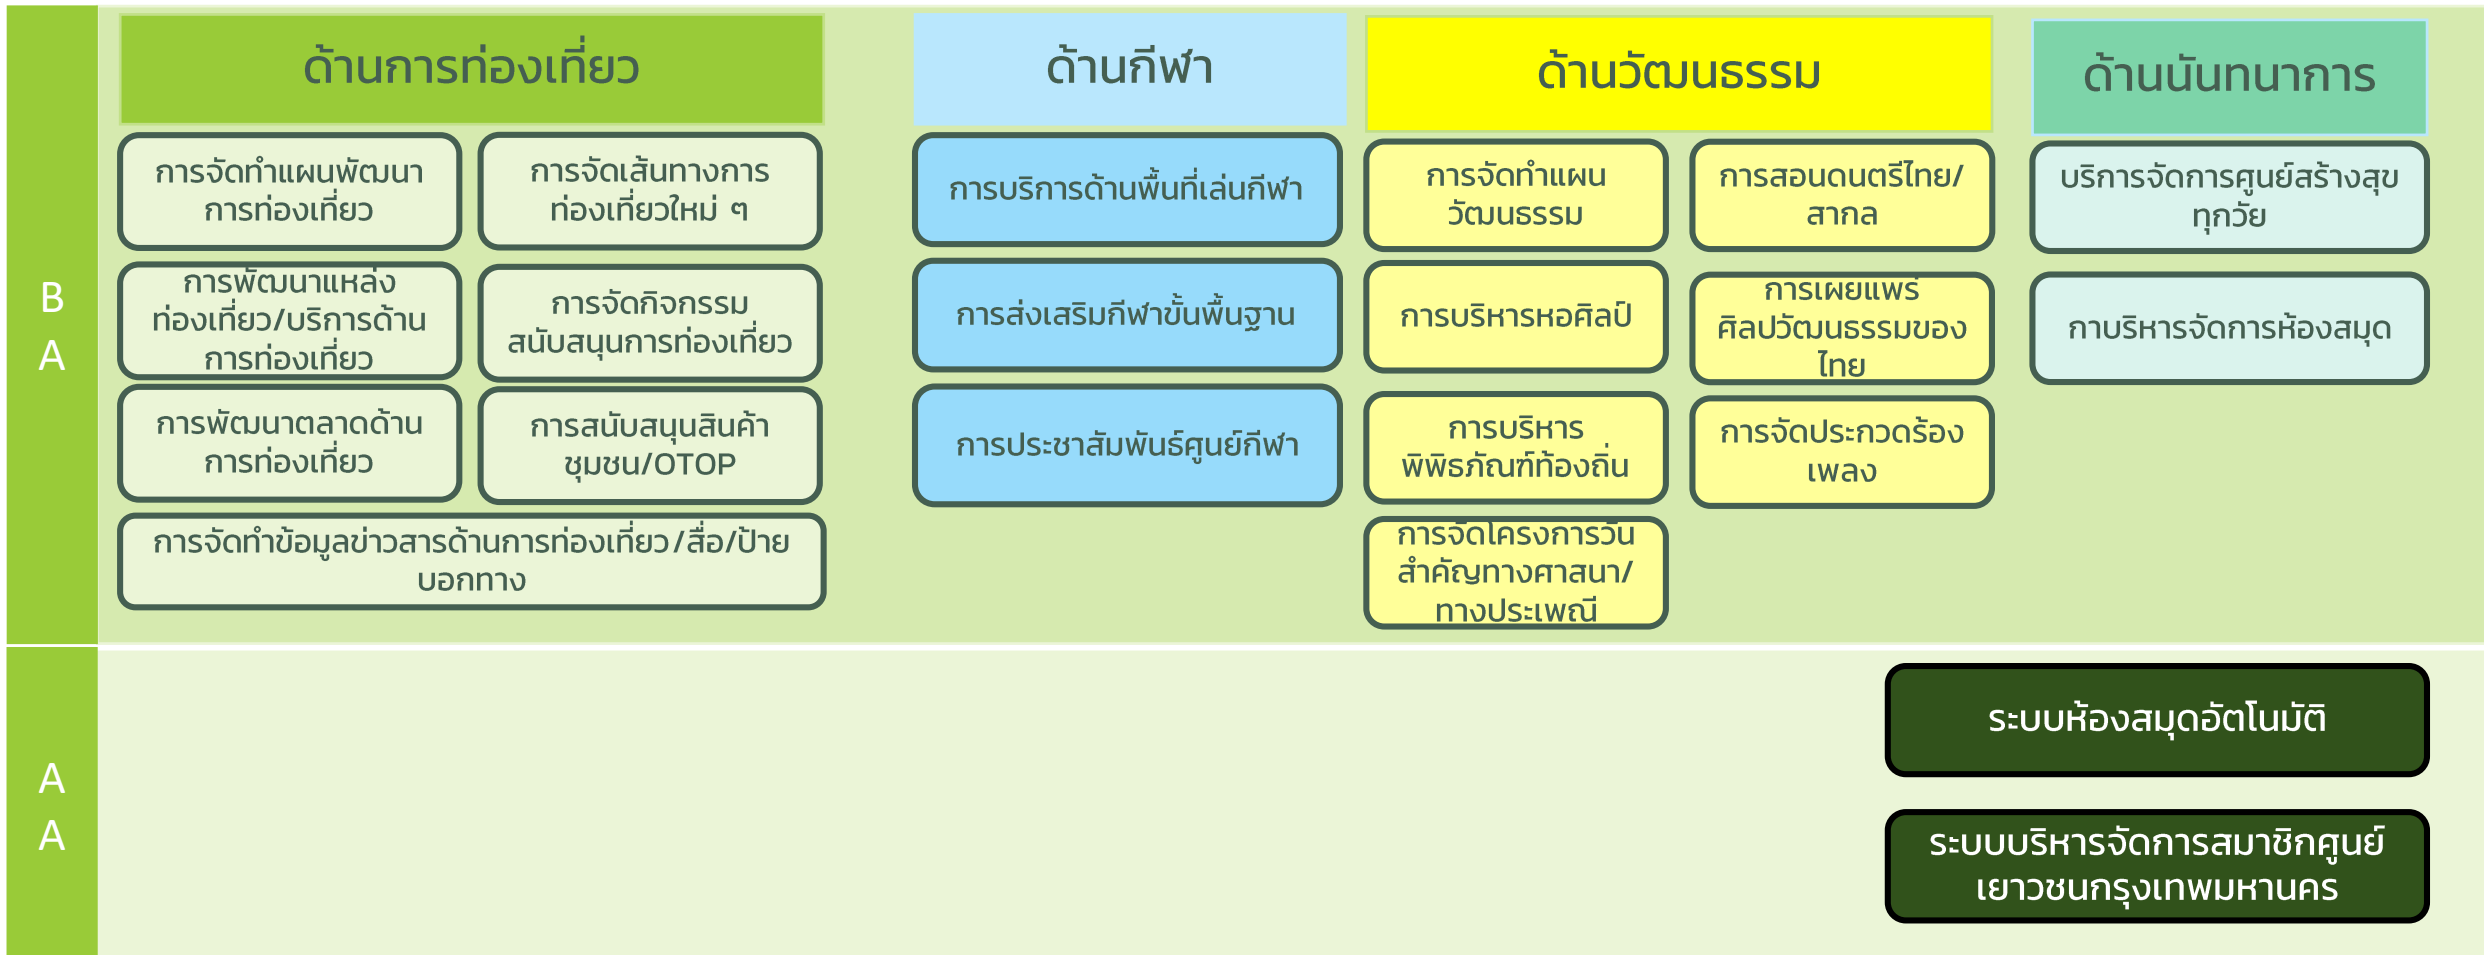 B
A
ด้านการท่องเที่ยว
การจัดทำแผนพัฒนา
การท่องเที่ยว
การจัดเส้นทางการ
ท่องเที่ยวใหม่ ๆ
การพัฒนาแหล่ง
ท่องเที่ยว/บริการด้าน
การท่องเที่ยว
การจัดกิจกรรม
สนับสนุนการท่องเที่ยว
การพัฒนาตลาดด้าน
การท่องเที่ยว
การสนับสนุนสินค้า
ชุมชน/OTOP
การจัดทำข้อมูลข่าวสารด้านการท่องเที่ยว/สื่อ/ป้าย
บอกทาง
ด้านกีฬา
การบริการด้านพื้นที่เล่นกีฬา
การส่งเสริมกีฬาขั้นพื้นฐาน
การประชาสัมพันธ์ศูนย์กีฬา
ด้านวัฒนธรรม
การจัดทำแผน
วัฒนธรรม
การสอนดนตรีไทย/
สากล
การบริหารหอศิลป์
การเผยแพร่
ศิลปวัฒนธรรมของ
ไทย
การบริหาร
พิพิธภัณฑ์ท้องถิ่น
การจัดประกวดร้อง
เพลง
การจัดโครงการวัน
สำคัญทางศาสนา/
ทางประเพณี
ด้านนันทนาการ
บริการจัดการศูนย์สร้างสุข
ทุกวัย
กาบริหารจัดการห้องสมุด
A
A
ระบบห้องสมุดอัตโนมัติ
ระบบบริหารจัดการสมาชิกศูนย์
เยาวชนกรุงเทพมหานคร